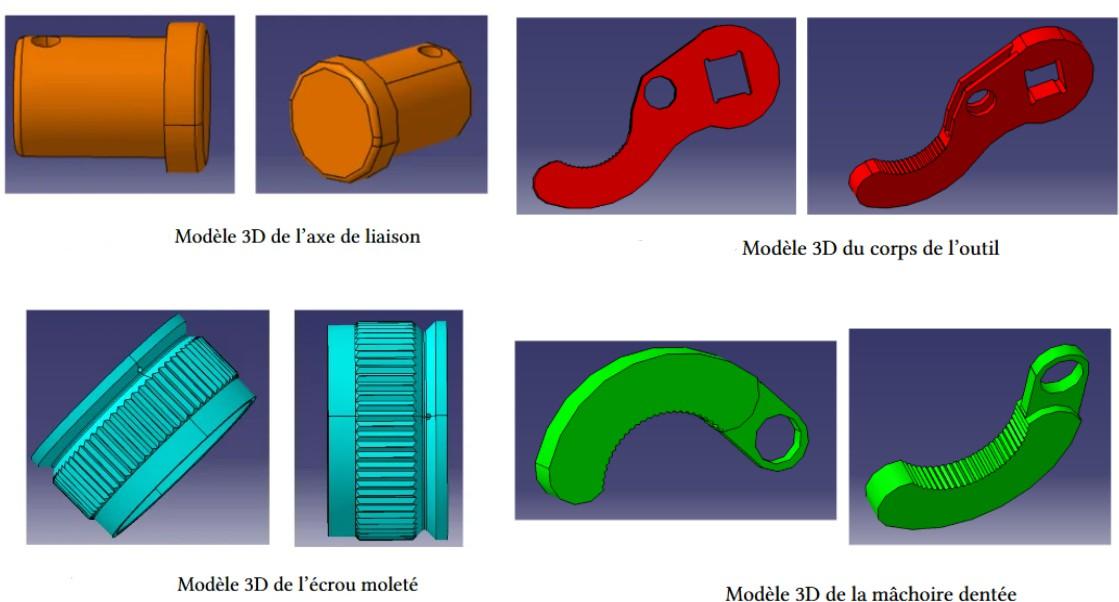 Modèle 3D de l'axe de liaison
Modèle 3D du corps de l'outil
Modèle 3D de l'écrou moleté
Modèle 3D de la mâchoire dentée